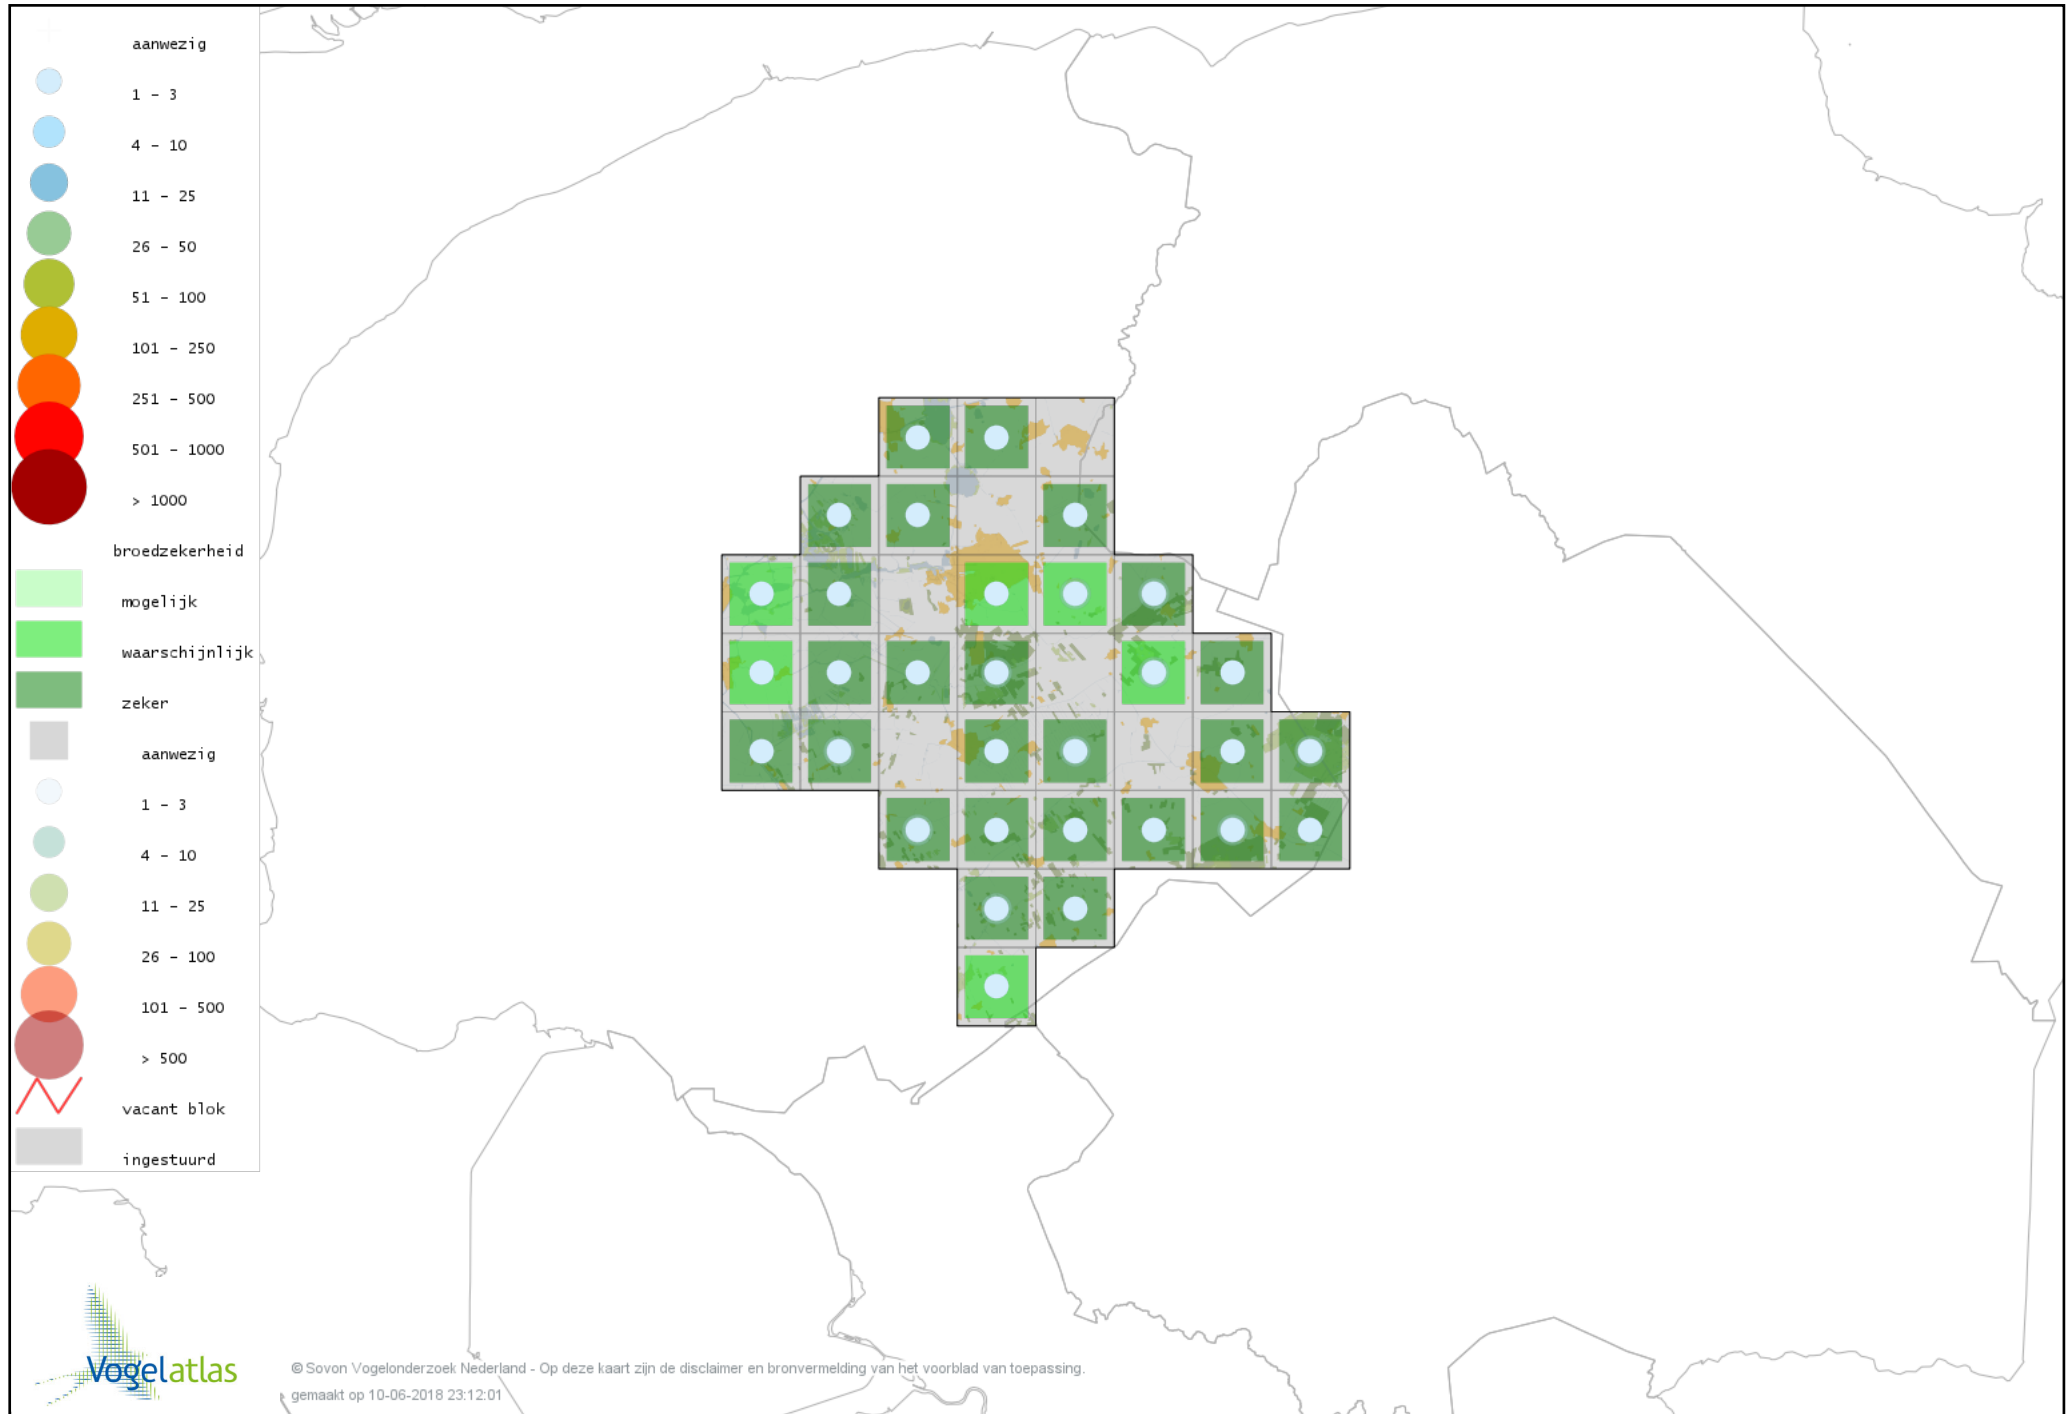 aanwezig
1 - 3
4 - 10
11 - 25
26 - 50
51 - 100
101 - 250
251 - 500
501 - 1000
> 1000
broedzekerheid
mogelijk
waarschijnlijk
zeker
aanwezig
1 - 3
4 - 10
11 - 25
26 - 100
101 - 500
> 500
vacant blok
ingestuurd
Vogelatlas
© Sovon Vogelonderzoek Nederland - Op deze kaart zijn de disclaimer en bronvermelding van het voorblad van toepassing.
gemaakt op 10-06-2018 23:12:01